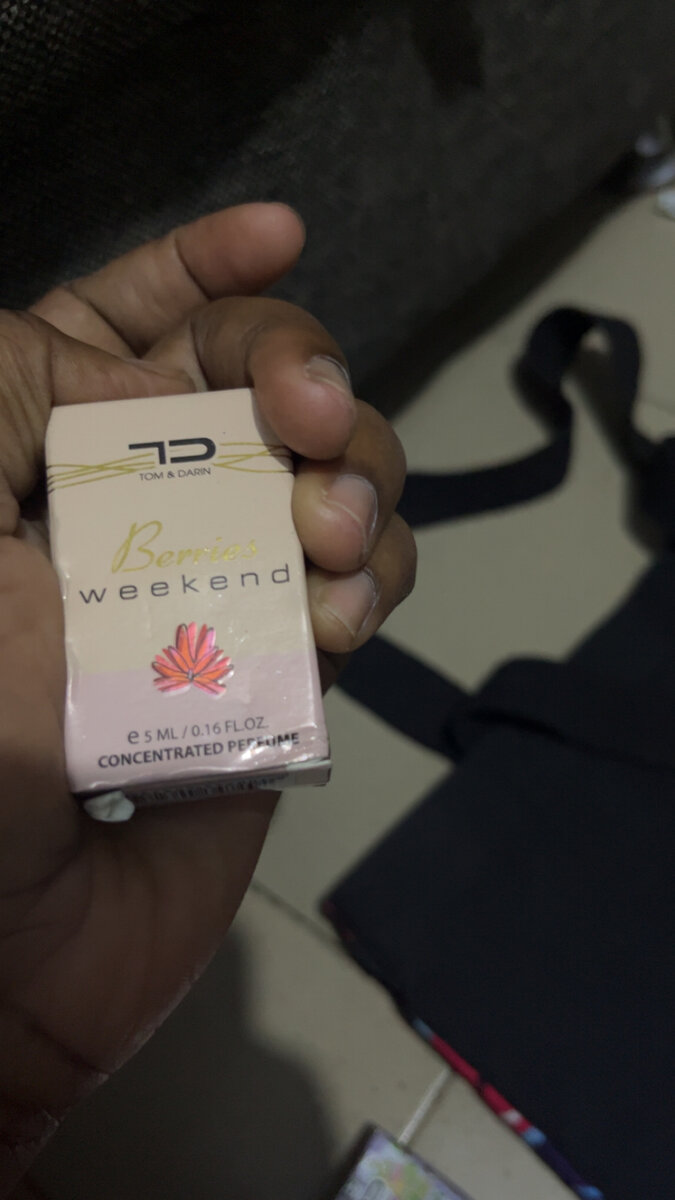 TD
TOM & DARIN
Berries
weekend
e 5 ML / 0.16 FL.OZ.
CONCENTRATED PERFUME